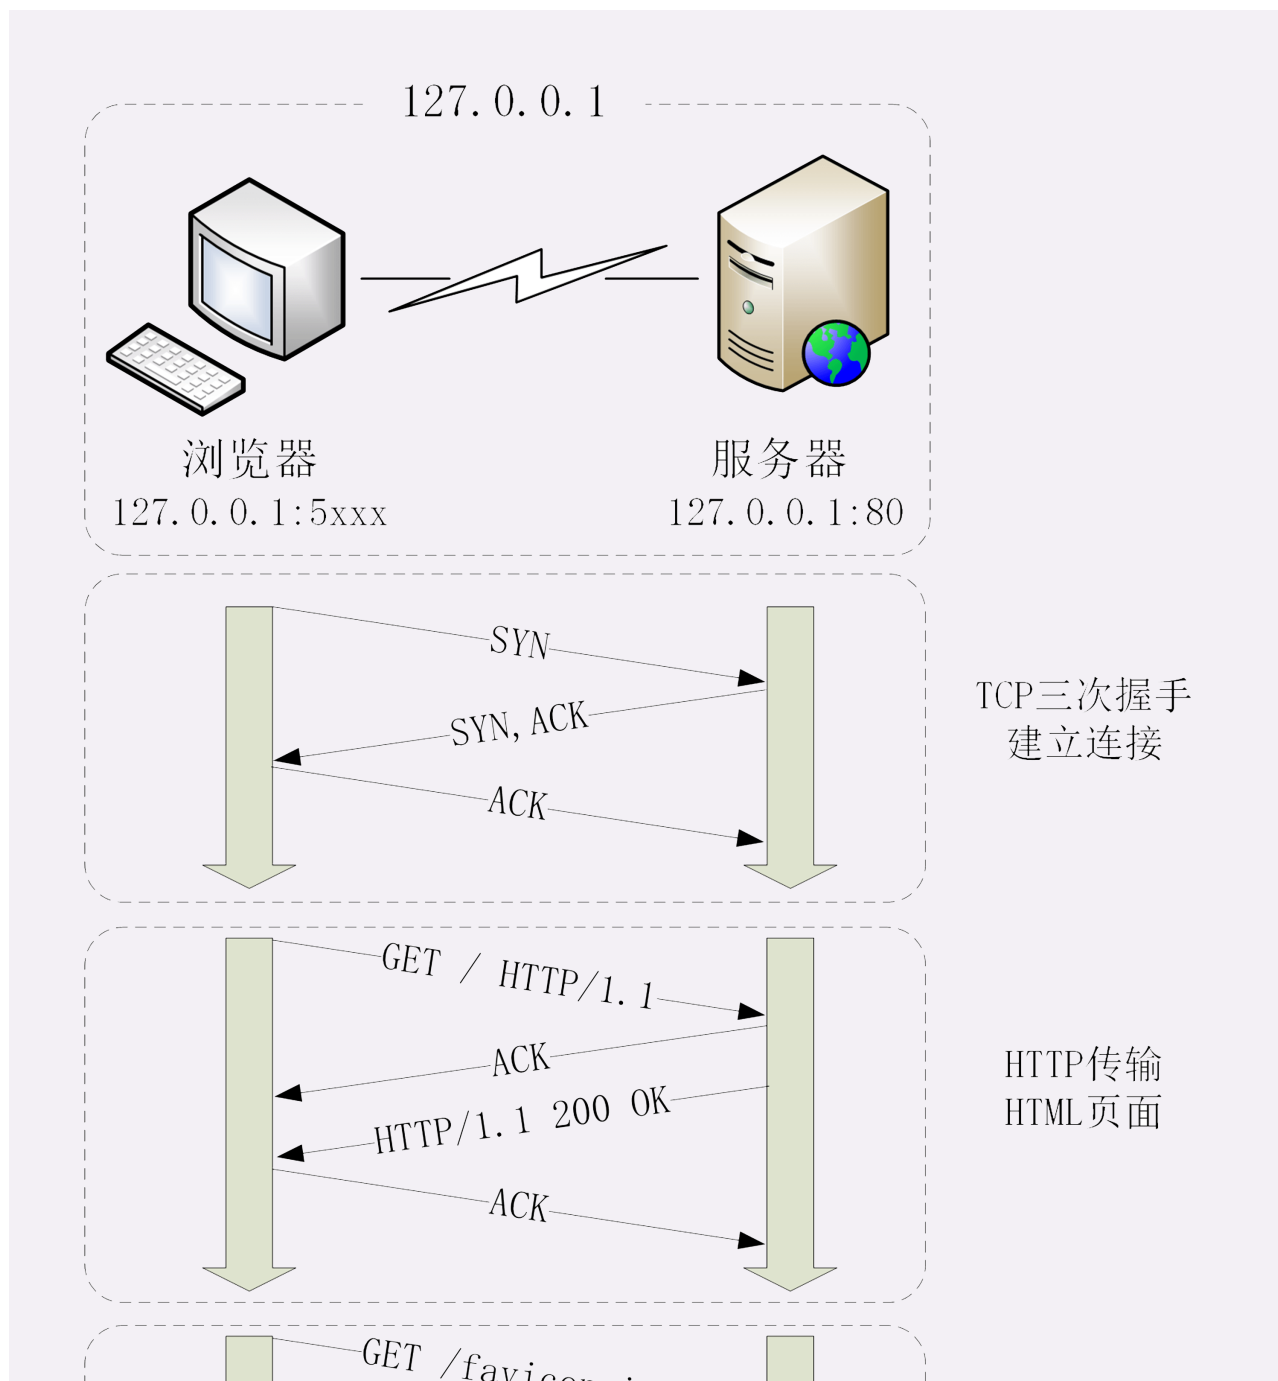 127.0.0.1
浏览器
服务器
127.0.0.1:5xxx
127.0.0.1:80
SYN
SYN,ACK
ACK
TCP三次握手
建立连接
GET / HTTP/1.1
ACK
HTTP/1.1 200 OK
ACK
HTTP传输
HTML页面
GET